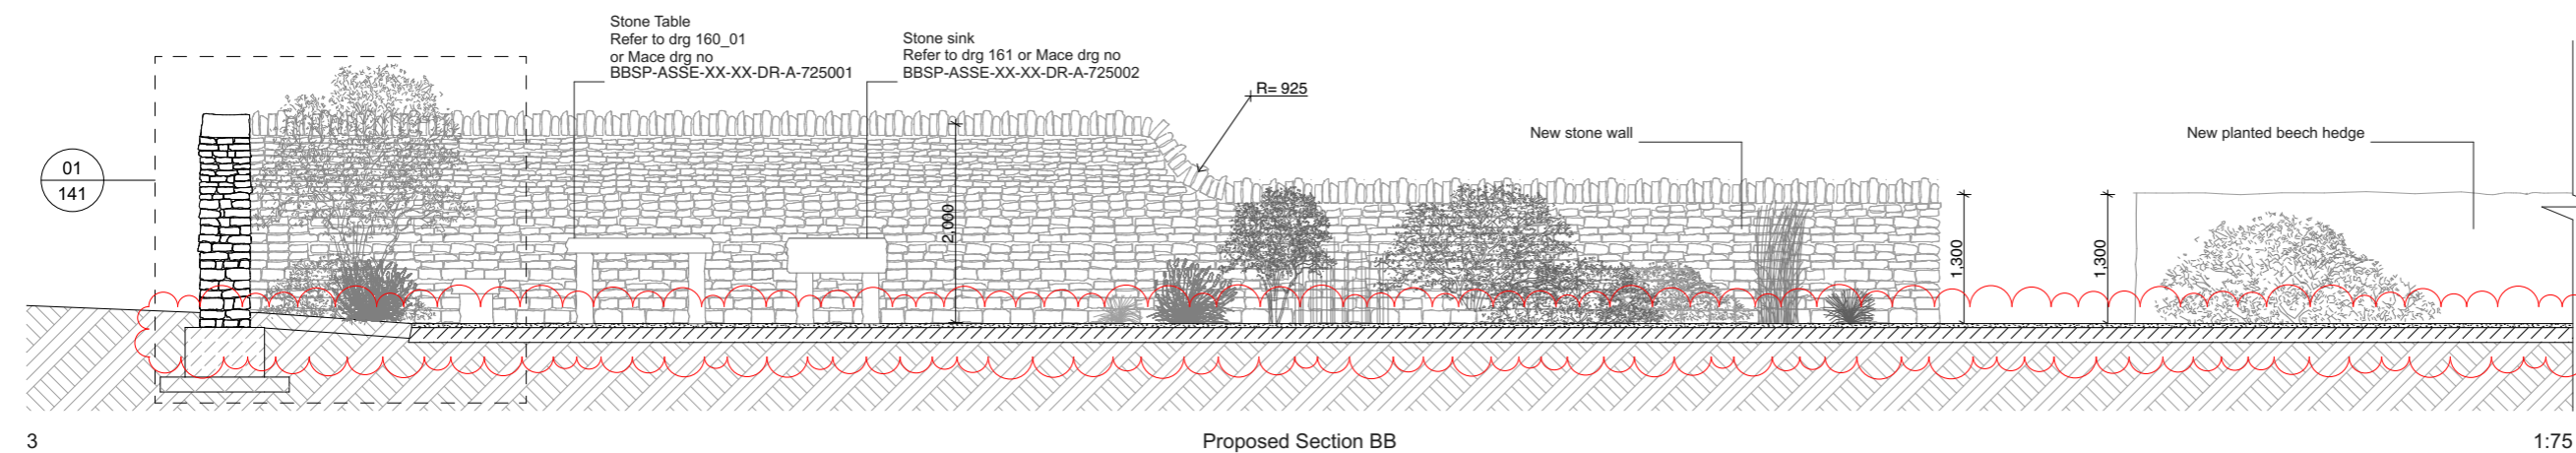 Stone Table
Refer to drg 160_01
or Mace drg no
BBSP-ASSE-XX-XX-DR-A-725001
Stone sink
Refer to drg 161 or Mace drg no
BBSP-ASSE-XX-XX-DR-A-725002
R= 925
New stone wall
New planted beech hedge
01
141
2,000
1,300
1,300
3
Proposed Section BB
1:75